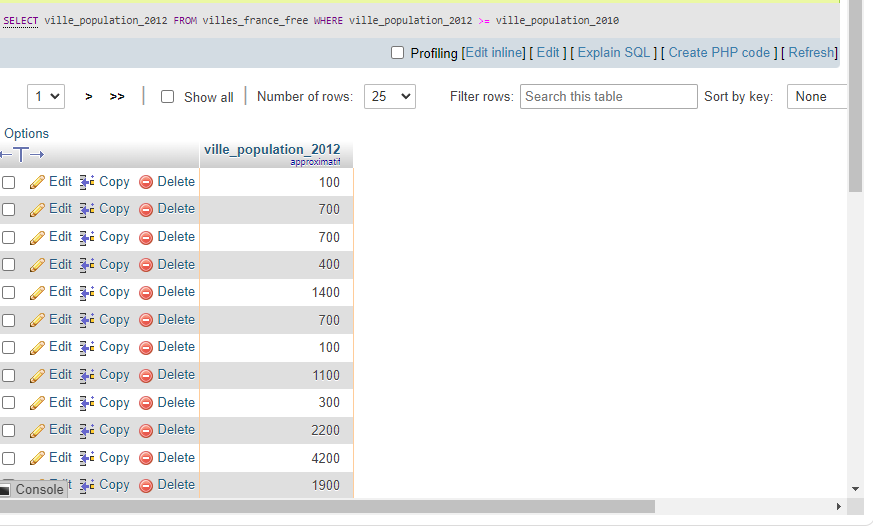 SELECT ville_population_2012 FROM villes_france_free WHERE ville_population_2012 >= ville_population_2010
Profiling [Edit inline] [ Edit ] [ Explain SQL ] [ Create PHP code ] [ Refresh]
1 > >> | Show all | Number of rows: 25 Filter rows: Search this table Sort by key: None
Options
←T→ ville_population_2012
approximatif
Edit Copy Delete 100
Edit Copy Delete 700
Edit Copy Delete 700
Edit Copy Delete 400
Edit Copy Delete 1400
Edit Copy Delete 700
Edit Copy Delete 100
Edit Copy Delete 1100
Edit Copy Delete 300
Edit Copy Delete 2200
Edit Copy Delete 4200
Edit Copy Delete 1900
Console